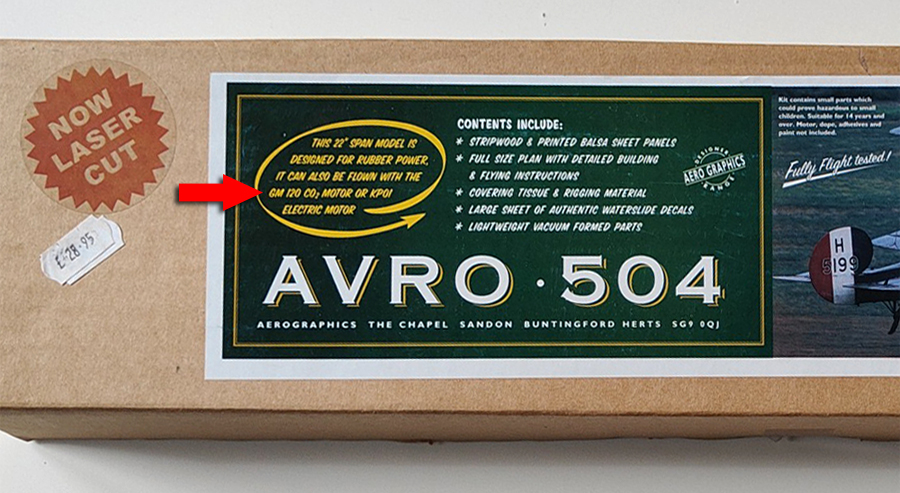 NOW
LASER
CUT
£28.95
THIS 22" SPAN MODEL IS
DESIGNED FOR RUBBER POWER,
IT CAN ALSO BE FLOWN WITH THE
GM 120 CO₂ MOTOR OR KP01
ELECTRIC MOTOR
CONTENTS INCLUDE:
* STRIPWOOD & PRINTED BALSA SHEET PANELS
* FULL SIZE PLAN WITH DETAILED BUILDING
& FLYING INSTRUCTIONS
* COVERING TISSUE & RIGGING MATERIAL
* LARGE SHEET OF AUTHENTIC WATERSLIDE DECALS
* LIGHTWEIGHT VACUUM FORMED PARTS
DESIGNER
AERO GRAPHICS
RANGE
AVRO · 504
AEROGRAPHICS THE CHAPEL SANDON BUNTINGFORD HERTS SG9 0QJ
Kit contains small parts which
could prove hazardous to small
children. Suitable for 14 years and
over. Motor, dope, adhesives and
paint not included.
Fully Flight tested!
H
5199